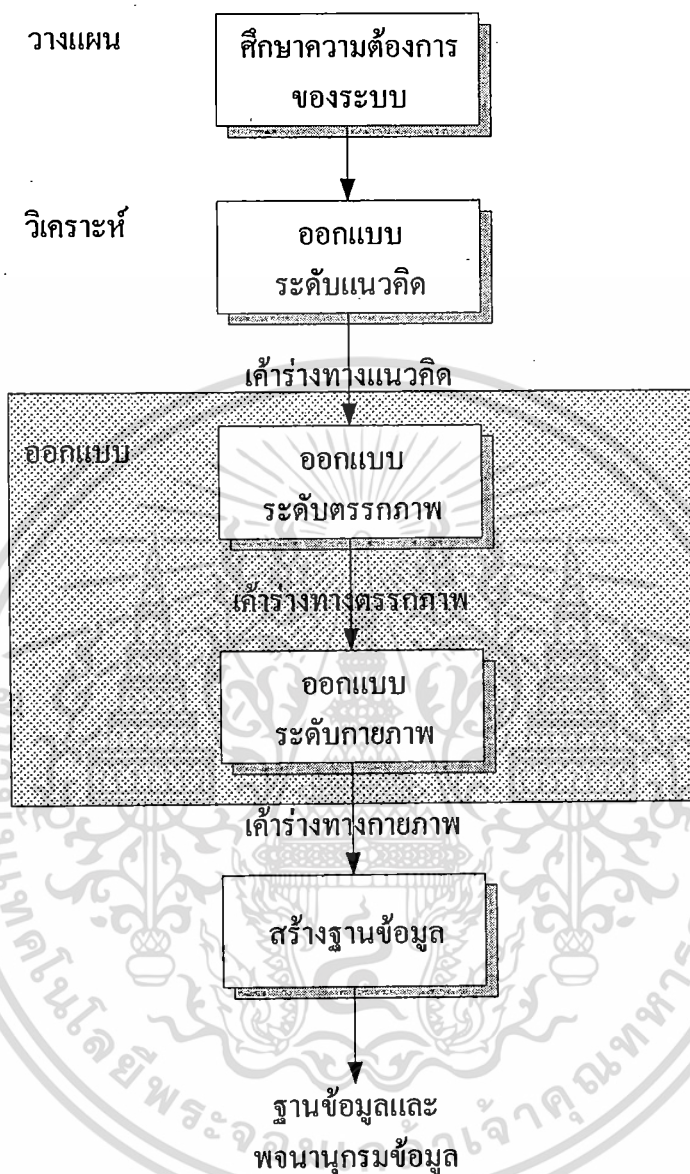 วางแผน
ศึกษาความต้องการ
ของระบบ
วิเคราะห์
ออกแบบ
ระดับแนวคิด
เค้าร่างทางแนวคิด
ออกแบบ
ออกแบบ
ระดับตรรกภาพ
เค้าร่างทางตรรกภาพ
ออกแบบ
ระดับกายภาพ
เค้าร่างทางกายภาพ
สร้างฐานข้อมูล
ฐานข้อมูลและ
พจนานุกรมข้อมูล